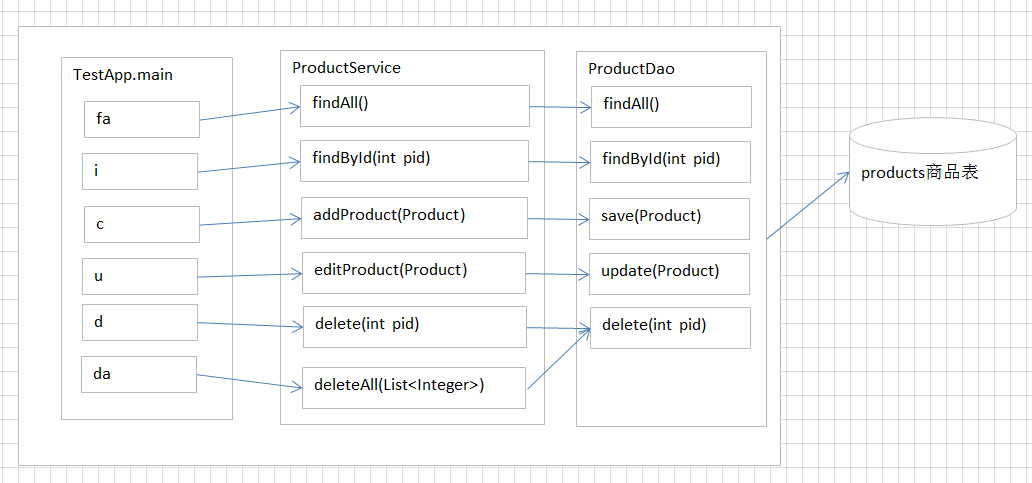 TestApp.main
fa
i
c
u
d
da
ProductService
findAll()
findById(int pid)
addProduct(Product)
editProduct(Product)
delete(int pid)
deleteAll(List<Integer>)
ProductDao
findAll()
findById(int pid)
save(Product)
update(Product)
delete(int pid)
products商品表